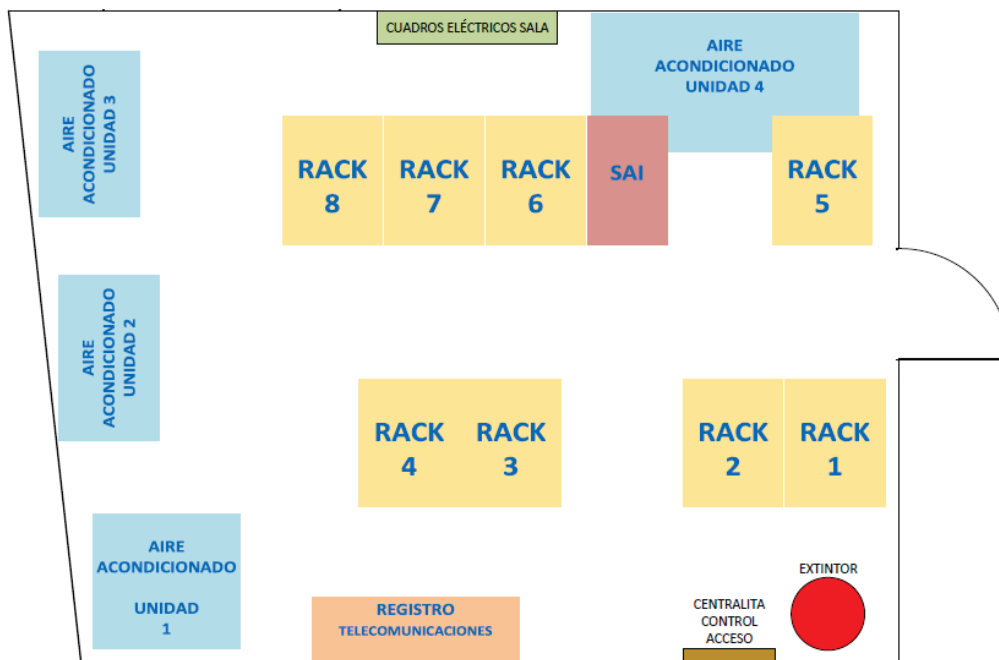 CUADROS ELÉCTRICOS SALA
AIRE
ACONDICIONADO
UNIDAD 4
AIRE
ACONDICIONADO
UNIDAD 3
RACK
8
RACK
7
RACK
6
SAI
RACK
5
AIRE
ACONDICIONADO
UNIDAD 2
RACK
4
RACK
3
RACK
2
RACK
1
AIRE
ACONDICIONADO
UNIDAD
1
REGISTRO
TELECOMUNICACIONES
CENTRALITA
CONTROL
ACCESO
EXTINTOR